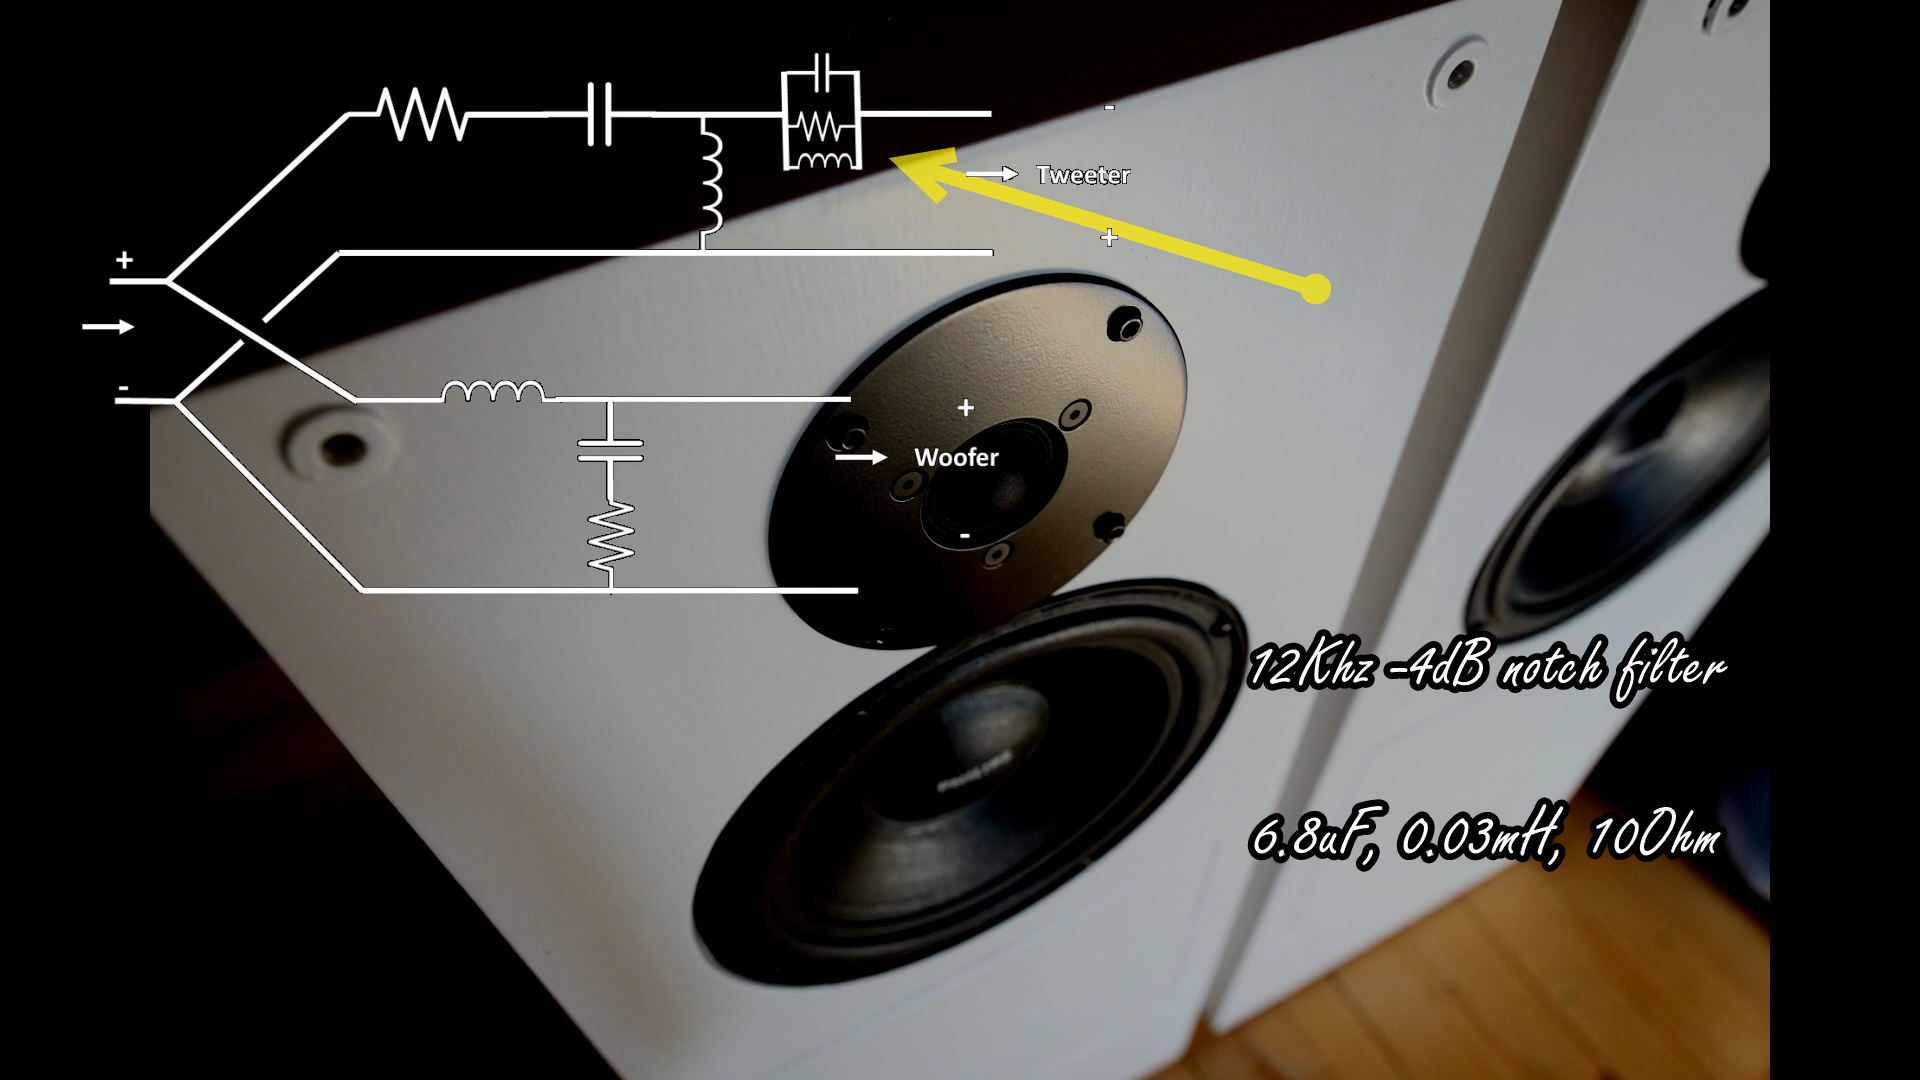 -
Tweeter
+
+
-
+
Woofer
-
12Khz -4dB notch filter
6.8uF, 0.03mH, 10Ohm